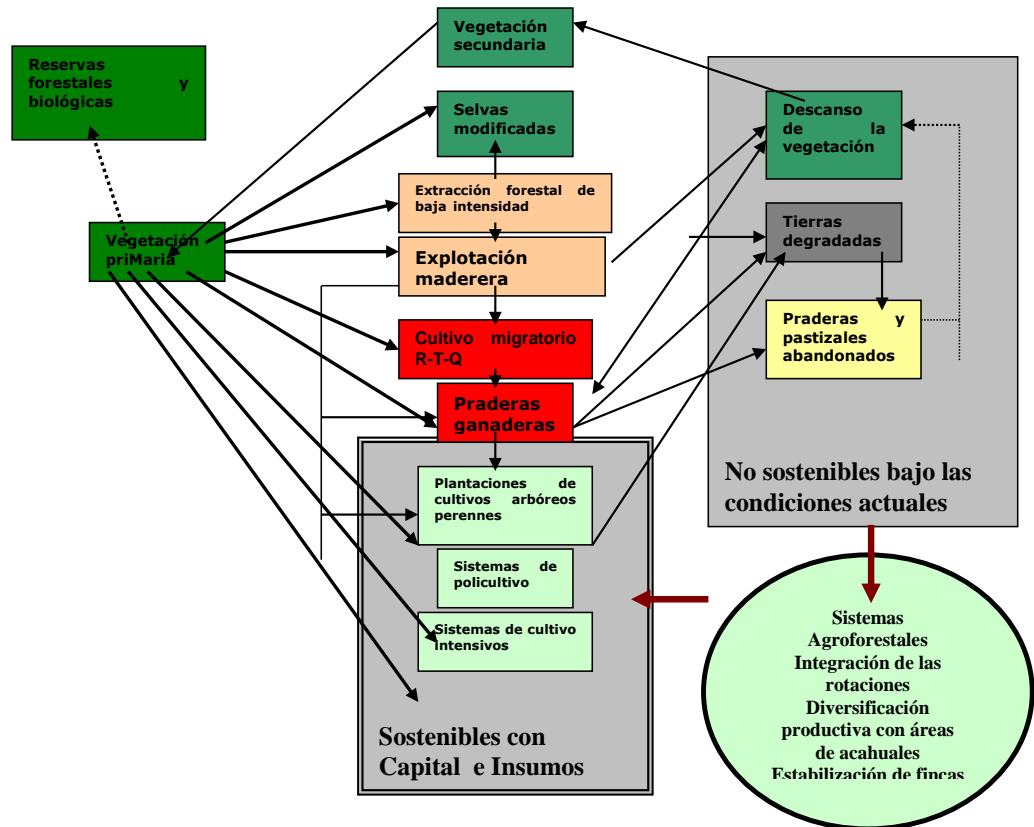 Vegetación
secundaria
Reservas
forestales y
biológicas
Selvas
modificadas
Descanso
de la
vegetación
Extracción forestal de
baja intensidad
Vegetación
priMaria
Tierras
degradadas
Explotación
maderera
Praderas y
pastizales
abandonados
Cultivo migratorio
R-T-Q
Praderas
ganaderas
No sostenibles bajo las
condiciones actuales
Plantaciones de
cultivos arbóreos
perennes
Sistemas de
policultivo
Sistemas de cultivo
intensivos
Sostenibles con
Capital e Insumos
Sistemas
Agroforestales
Integración de las
rotaciones
Diversificación
productiva con áreas
de acahuales
Estabilización de fincas